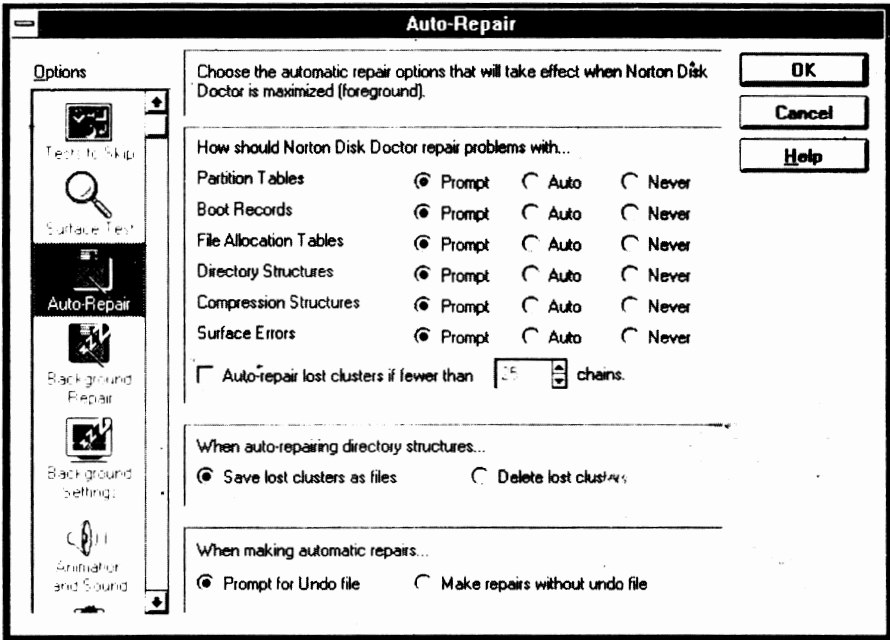 Auto-Repair
Options
Tests to Skip
Surface Test
Auto-Repair
Background
Repair
Background
Settings
Animation
and Sound
Choose the automatic repair options that will take effect when Norton Disk
Doctor is maximized (foreground).
How should Norton Disk Doctor repair problems with...
Partition Tables Prompt Auto Never
Boot Records Prompt Auto Never
File Allocation Tables Prompt Auto Never
Directory Structures Prompt Auto Never
Compression Structures Prompt Auto Never
Surface Errors Prompt Auto Never
Auto-repair lost clusters if fewer than 25 chains.
When auto-repairing directory structures...
Save lost clusters as files Delete lost clusters
When making automatic repairs...
Prompt for Undo file Make repairs without undo file
OK
Cancel
Help